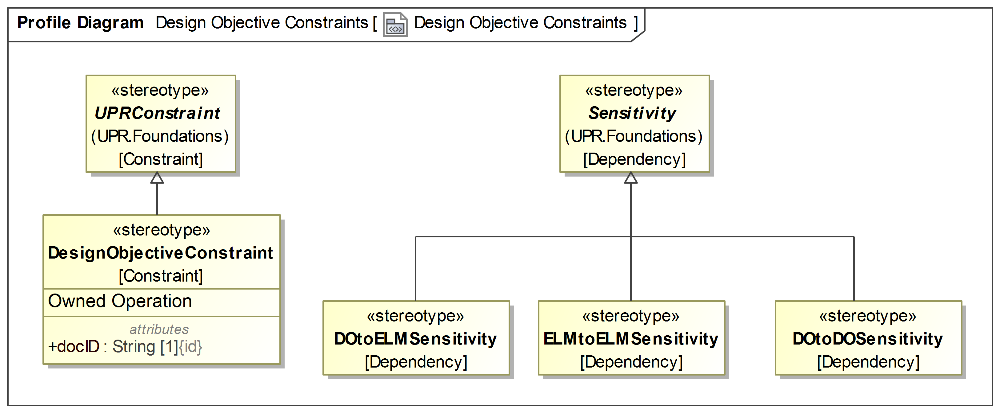 Profile Diagram Design Objective Constraints [ Design Objective Constraints ]
«stereotype»
UPRConstraint
(UPR.Foundations)
[Constraint]
«stereotype»
Sensitivity
(UPR.Foundations)
[Dependency]
«stereotype»
DesignObjectiveConstraint
[Constraint]
Owned Operation
attributes
+docID : String [1]{id}
«stereotype»
DOtoELMSensitivity
[Dependency]
«stereotype»
ELMtoELMSensitivity
[Dependency]
«stereotype»
DOtoDOSensitivity
[Dependency]